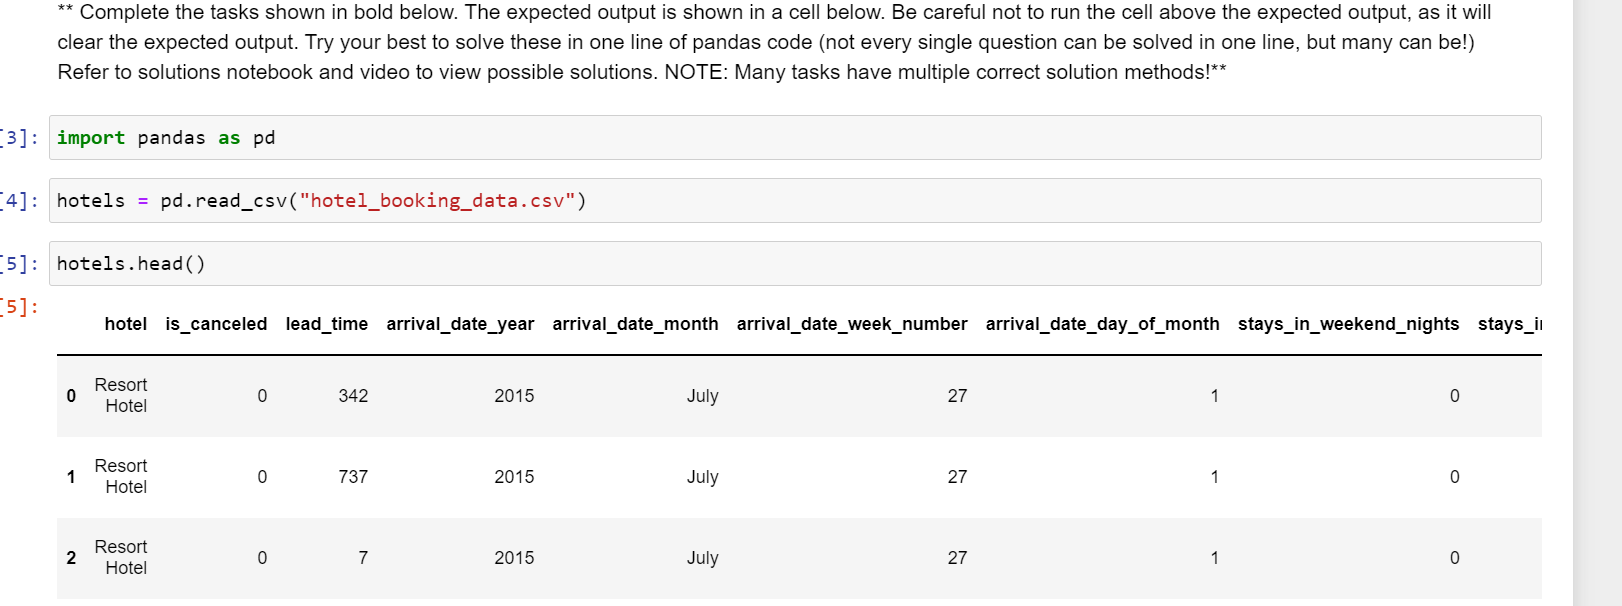 ** Complete the tasks shown in bold below. The expected output is shown in a cell below. Be careful not to run the cell above the expected output, as it will
clear the expected output. Try your best to solve these in one line of pandas code (not every single question can be solved in one line, but many can be!)
Refer to solutions notebook and video to view possible solutions. NOTE: Many tasks have multiple correct solution methods!**
[3]: import pandas as pd
[4]: hotels = pd.read_csv("hotel_booking_data.csv")
[5]: hotels.head()
[5]:
hotel is_canceled lead_time arrival_date_year arrival_date_month arrival_date_week_number arrival_date_day_of_month stays_in_weekend_nights
0 Resort Hotel 0 342 2015 July 27 1 0
1 Resort Hotel 0 737 2015 July 27 1 0
2 Resort Hotel 0 7 2015 July 27 1 0